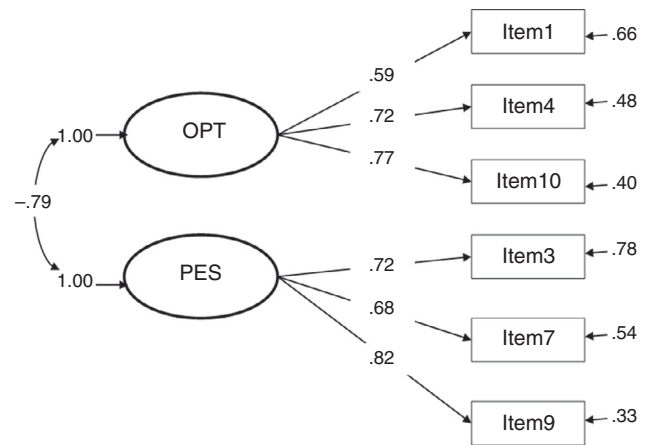 Item1 .66
.59
Item4 .48
1.00 OPT .72
.77
Item10 .40
–.79
Item3 .78
1.00 PES .72
.68
Item7 .54
.82
Item9 .33